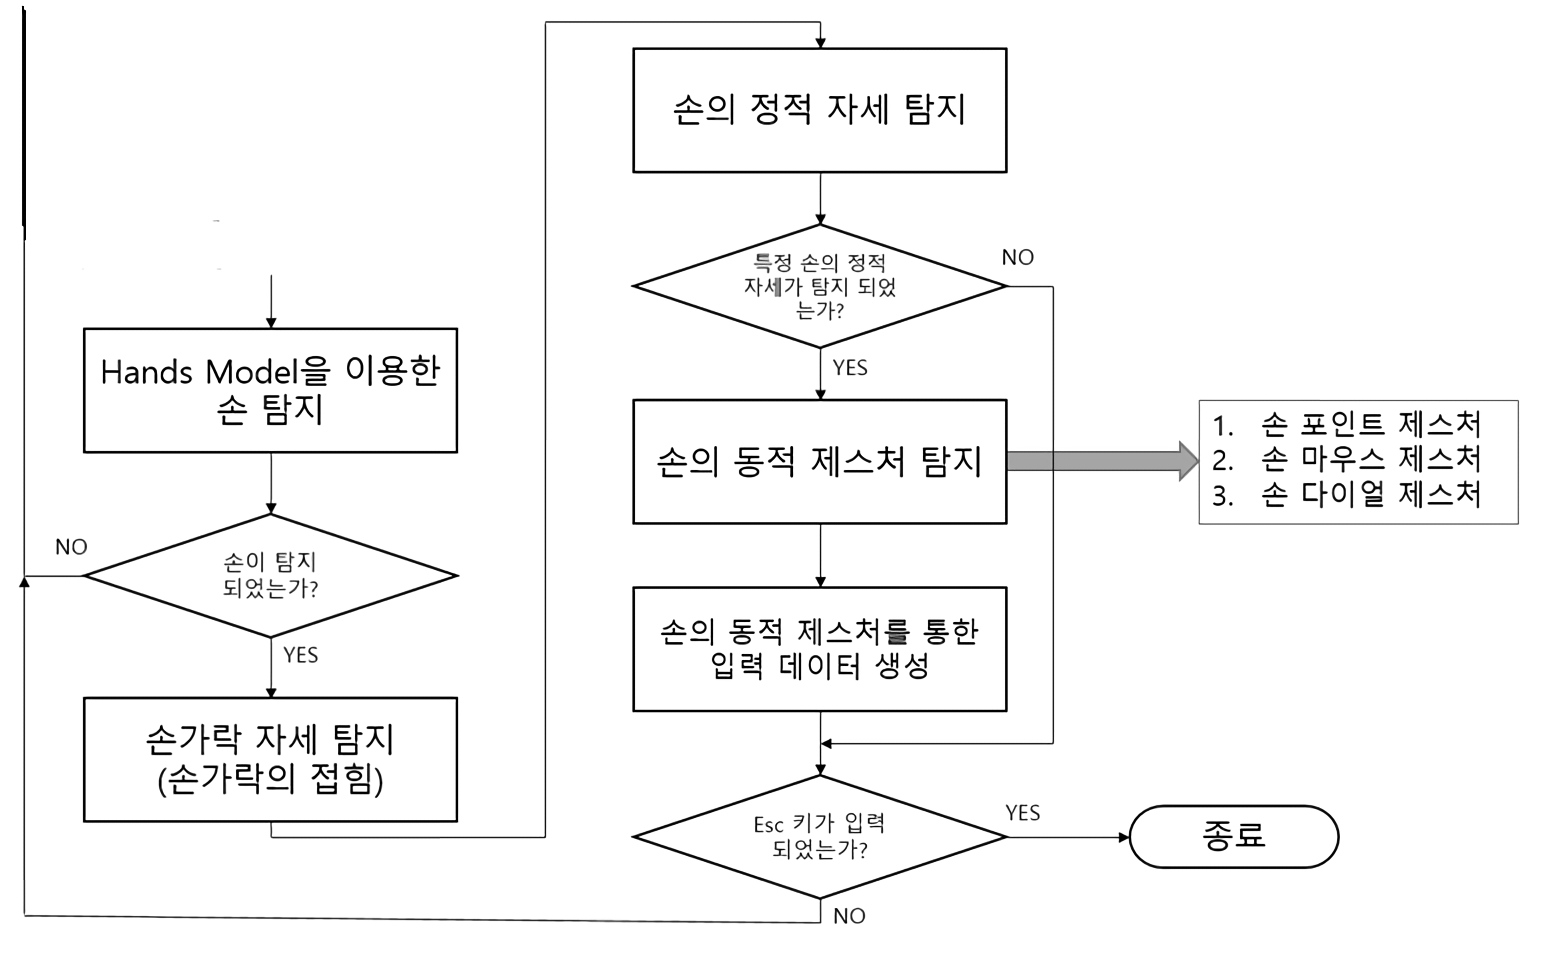 Hands Model을 이용한
손 탐지
손이 탐지
되었는가?
NO
YES
손가락 자세 탐지
(손가락의 접힘)
손의 정적 자세 탐지
특정 손의 정적
자세가 탐지 되었
는가?
NO
YES
손의 동적 제스처 탐지
1. 손 포인트 제스처
2. 손 마우스 제스처
3. 손 다이얼 제스처
손의 동적 제스처를 통한
입력 데이터 생성
Esc 키가 입력
되었는가?
YES
종료
NO